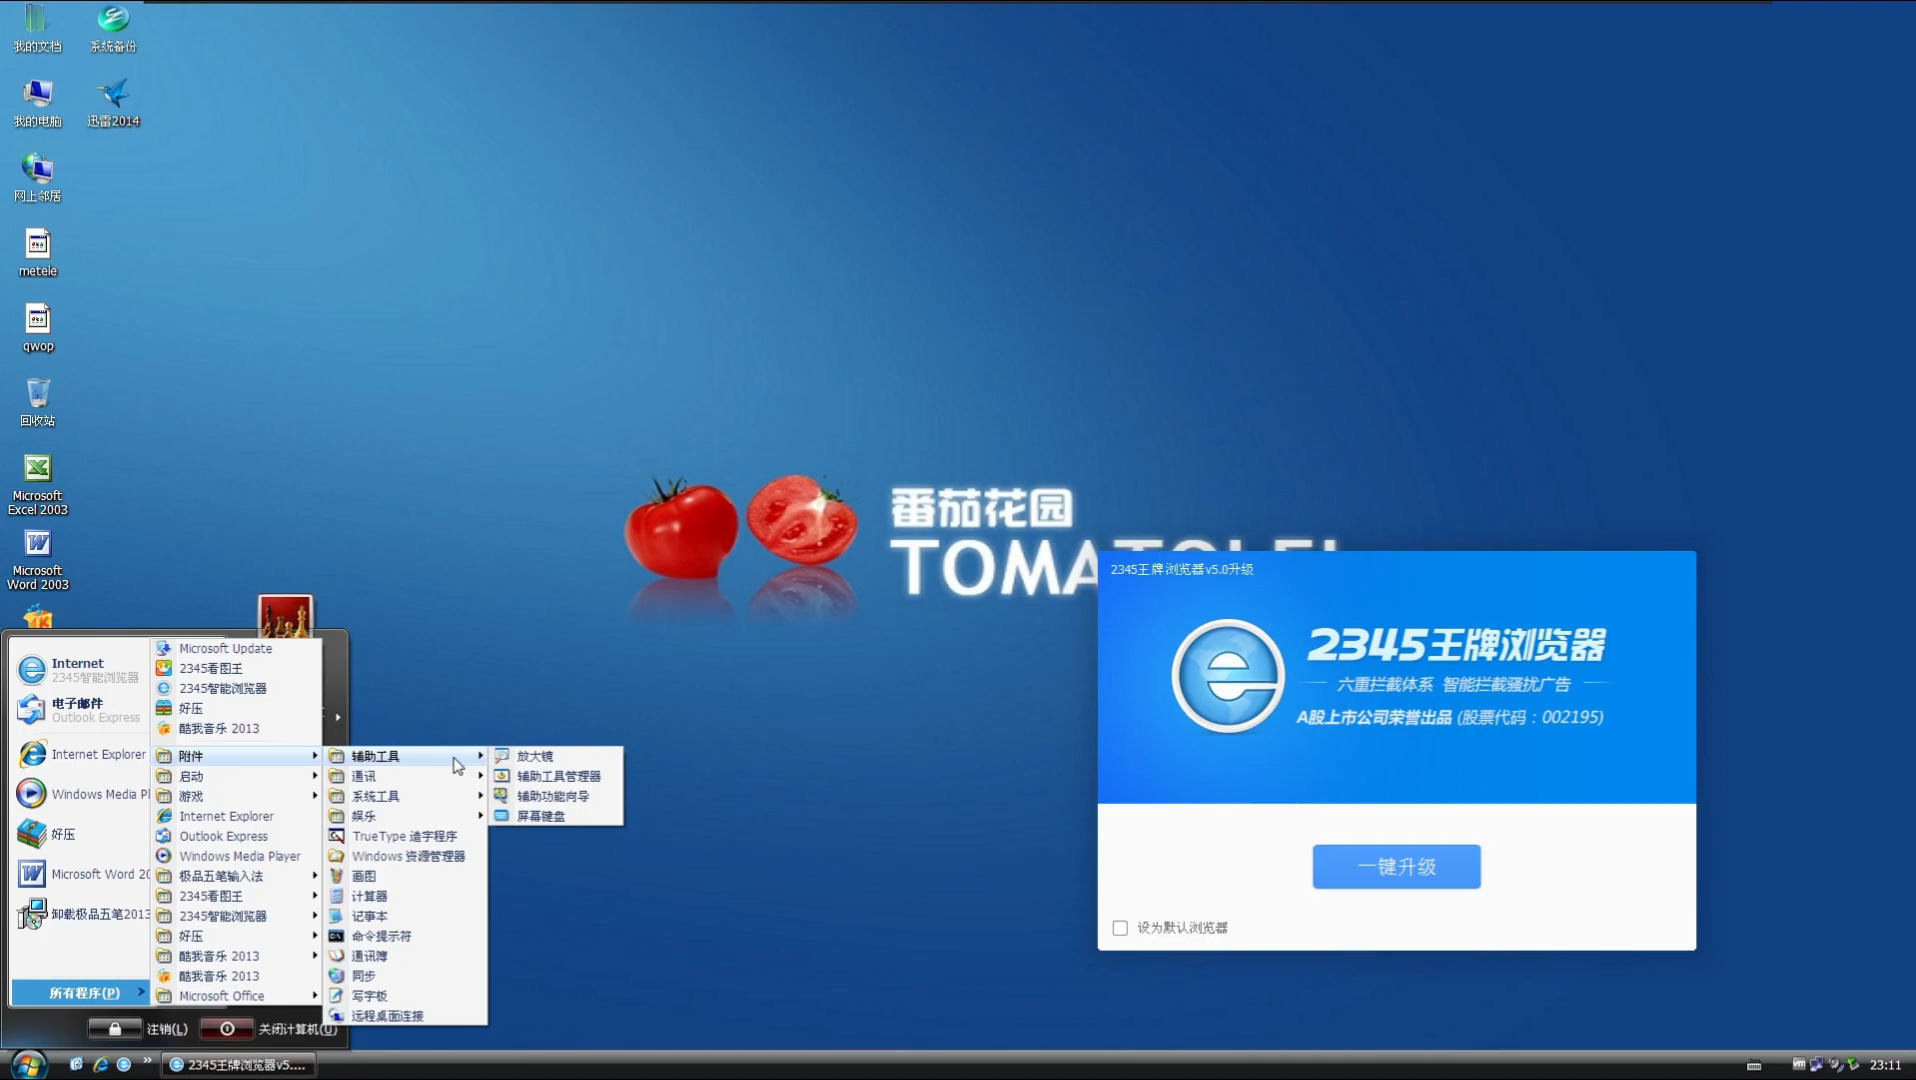 我的文档
系统备份
我的电脑
迅雷2014
网上邻居
metele
qwop
回收站
Microsoft
Excel 2003
Microsoft
Word 2003
番茄花园
2345王牌浏览器v5.0升级
2345王牌浏览器
六重拦截体系 智能拦截骚扰广告
A股上市公司荣誉出品 (股票代码：002195)
一键升级
设为默认浏览器
Internet
2345智能浏览器
电子邮件
Outlook Express
Internet Explorer
Windows Media Pl
好压
Microsoft Word 20
卸载极品五笔2013
所有程序(P)
Microsoft Update
2345看图王
2345智能浏览器
好压
酷我音乐 2013
附件
启动
游戏
Internet Explorer
Outlook Express
Windows Media Player
极品五笔输入法
2345看图王
2345智能浏览器
好压
酷我音乐 2013
酷我音乐 2013
Microsoft Office
辅助工具
通讯
系统工具
娱乐
TrueType 造字程序
Windows 资源管理器
画图
计算器
记事本
命令提示符
通讯簿
同步
写字板
远程桌面连接
放大镜
辅助工具管理器
辅助功能向导
屏幕键盘
注销(L)
关闭计算机(U)
2345王牌浏览器v5....
23:11